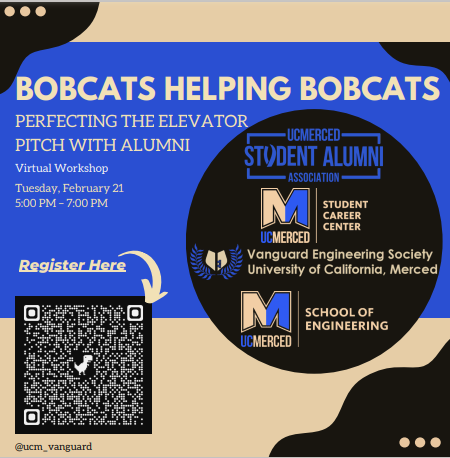 BOBCATS HELPING BOBCATS
PERFECTING THE ELEVATOR
PITCH WITH ALUMNI
Virtual Workshop
Tuesday, February 21
5:00 PM – 7:00 PM
UCMERCED
STUDENT ALUMNI
ASSOCIATION
STUDENT
CAREER
CENTER
UCMERCED
Vanguard Engineering Society
University of California, Merced
Register Here
SCHOOL OF
ENGINEERING
UCMERCED
@ucm_vanguard